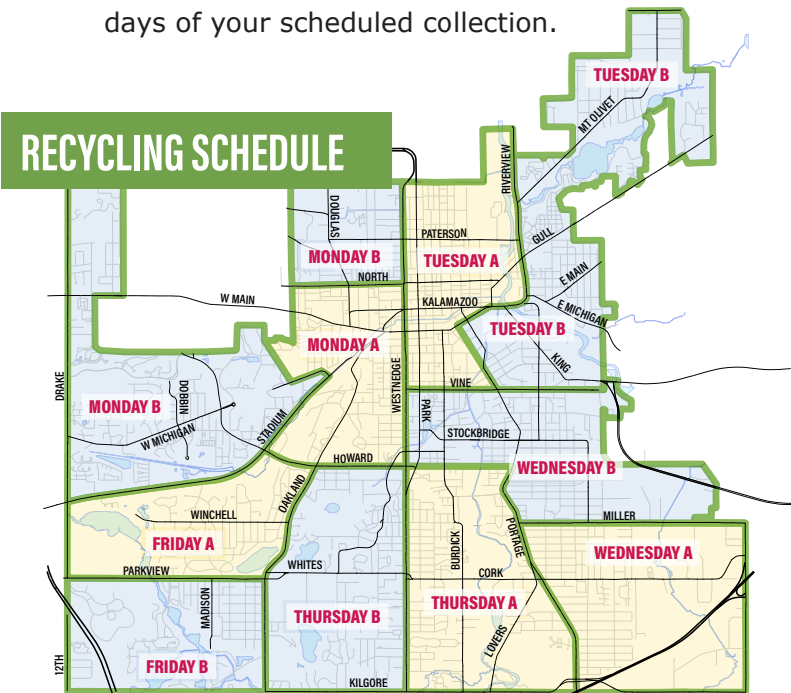 days of your scheduled collection.
TUESDAY B
MT OLIVET
RECYCLING SCHEDULE
RIVERVIEW
DOUGLAS
PATERSON
GULL
MONDAY B
TUESDAY A
NORTH
E MAIN
W MAIN
KALAMAZOO
E MICHIGAN
TUESDAY B
MONDAY A
KING
DRAKE
DOBBIN
WESTNEDGE
VINE
MONDAY B
PARK
STADIUM
W MICHIGAN
STOCKBRIDGE
HOWARD
WEDNESDAY B
OAKLAND
WINCHELL
MILLER
FRIDAY A
BURDICK
PORTAGE
WEDNESDAY A
PARKVIEW
WHITES
CORK
MADISON
THURSDAY B
THURSDAY A
LOVERS
12TH
FRIDAY B
KILGORE